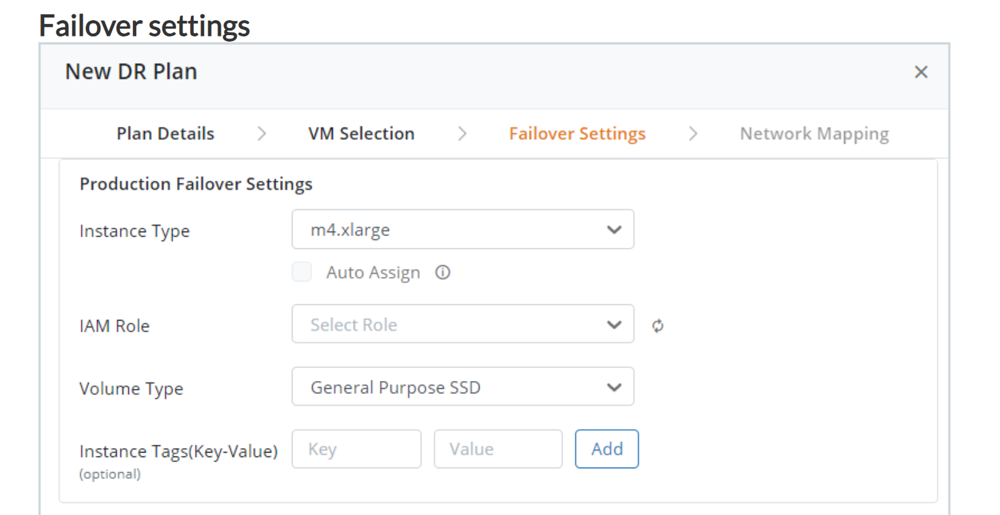 Failover settings
New DR Plan
Plan Details VM Selection Failover Settings Network Mapping
Production Failover Settings
Instance Type m4.xlarge
Auto Assign
IAM Role Select Role
Volume Type General Purpose SSD
Instance Tags(Key-Value) Key Value Add
(optional)